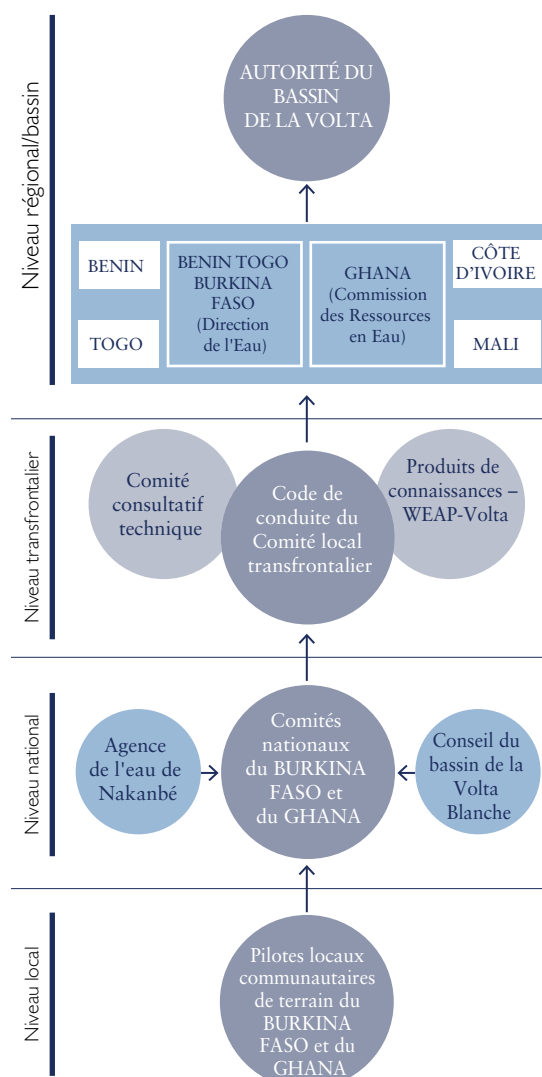 Niveau régional/bassin
AUTORITÉ DU
BASSIN
DE LA VOLTA
BENIN
TOGO
BENIN TOGO
BURKINA
FASO
(Direction
de l'Eau)
GHANA
(Commission
des Ressources
en Eau)
CÔTE
D'IVOIRE
MALI
Niveau transfrontalier
Comité
consultatif
technique
Code de
conduite du
Comité local
transfrontalier
Produits de
connaissances –
WEAP-Volta
Niveau national
Agence
de l'eau de
Nakanbé
Comités
nationaux
du BURKINA
FASO et
du GHANA
Conseil du
bassin de la
Volta
Blanche
Niveau local
Pilotes locaux
communautaires
de terrain du
BURKINA
FASO et du
GHANA